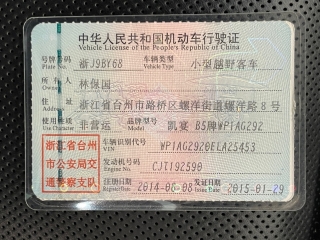 中华人民共和国机动车行驶证
Vehicle License of the People's Republic of China
号牌号码 浙J9BY68 车辆类型 小型越野客车
Plate No. Vehicle Type
所有人 林保国
Owner
住址 浙江省台州市路桥区螺洋街道螺洋路8号
Address
使用性质 非营运 品牌型号 凯宴 B5牌WP1AG292
Use Character Model
浙江省台州市公安局交通警察支队
车辆识别代号 WP1AG2920ELA25453
VIN
发动机号码 CJT192590
Engine No.
注册日期 2014-08-08 发证日期 2015-01-29
Register Date Issue Date